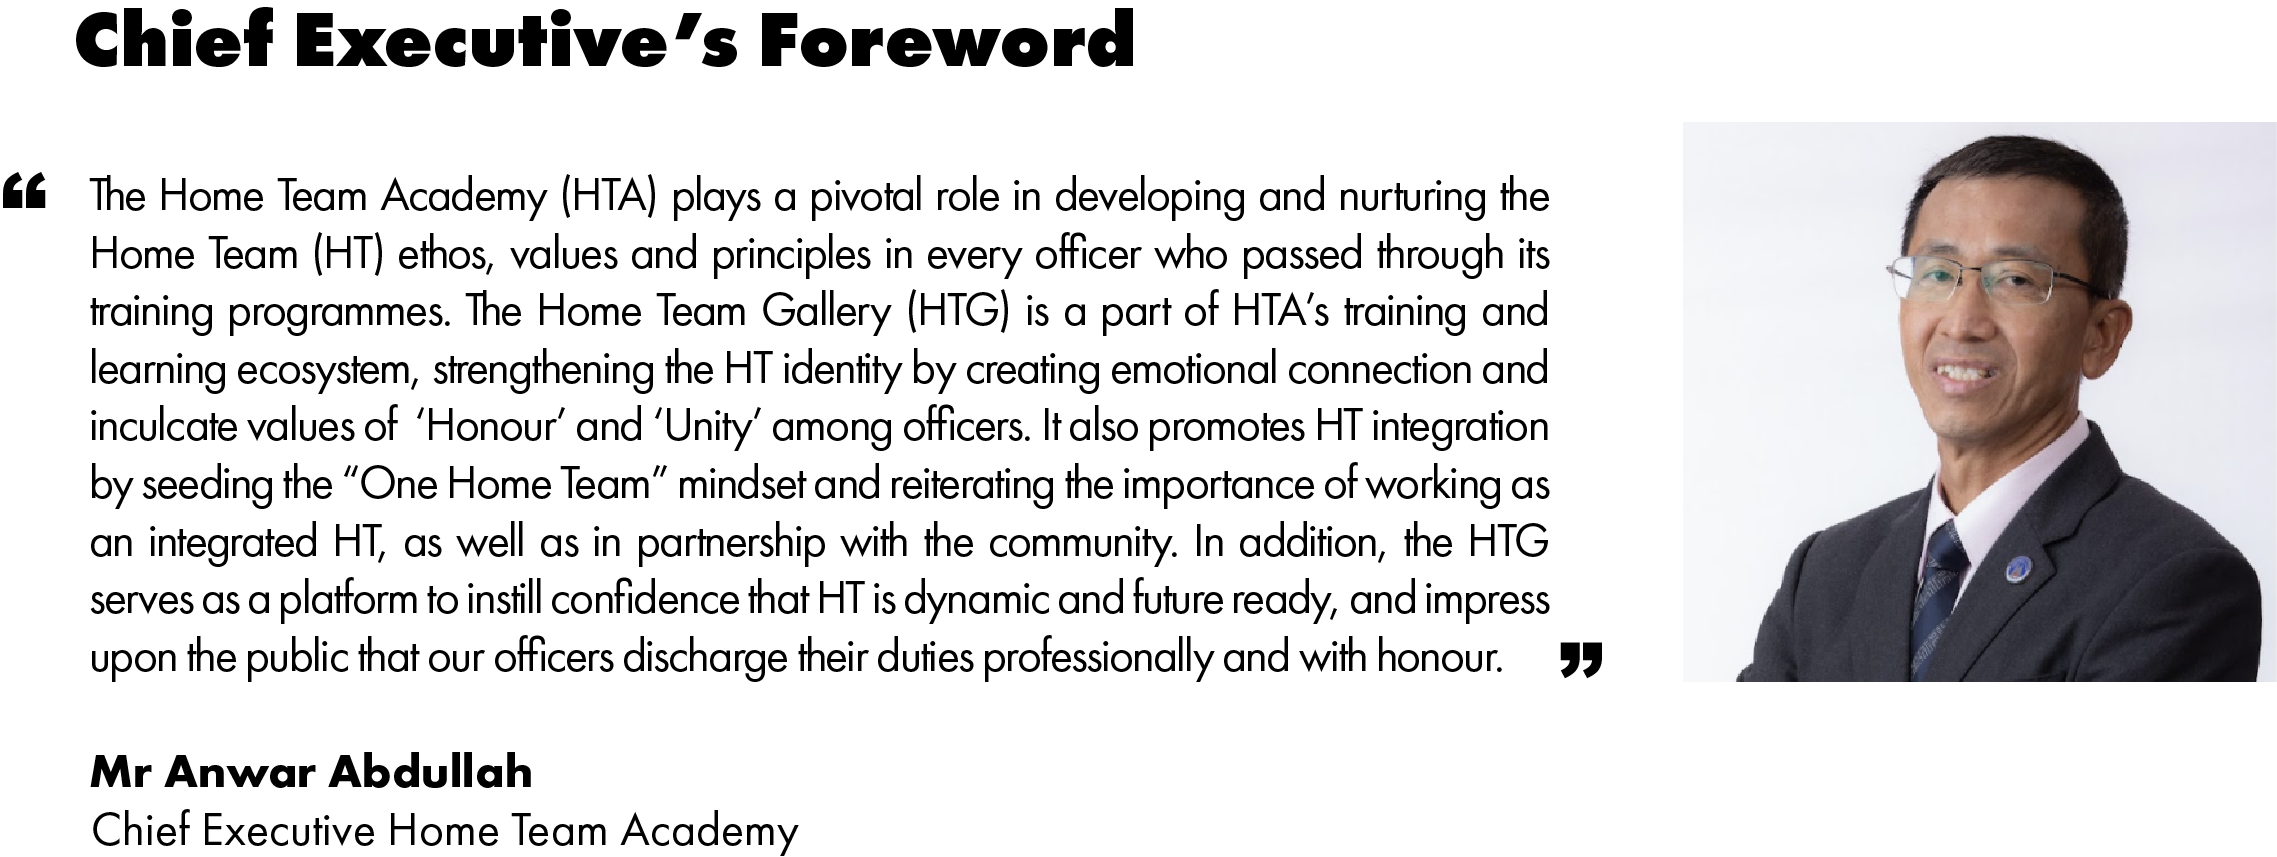 Chief Executive’s Foreword
“ The Home Team Academy (HTA) plays a pivotal role in developing and nurturing the
Home Team (HT) ethos, values and principles in every officer who passed through its
training programmes. The Home Team Gallery (HTG) is a part of HTA’s training and
learning ecosystem, strengthening the HT identity by creating emotional connection and
inculcate values of ‘Honour’ and ‘Unity’ among officers. It also promotes HT integration
by seeding the “One Home Team” mindset and reiterating the importance of working as
an integrated HT, as well as in partnership with the community. In addition, the HTG
serves as a platform to instill confidence that HT is dynamic and future ready, and impress
upon the public that our officers discharge their duties professionally and with honour. ”
Mr Anwar Abdullah
Chief Executive Home Team Academy